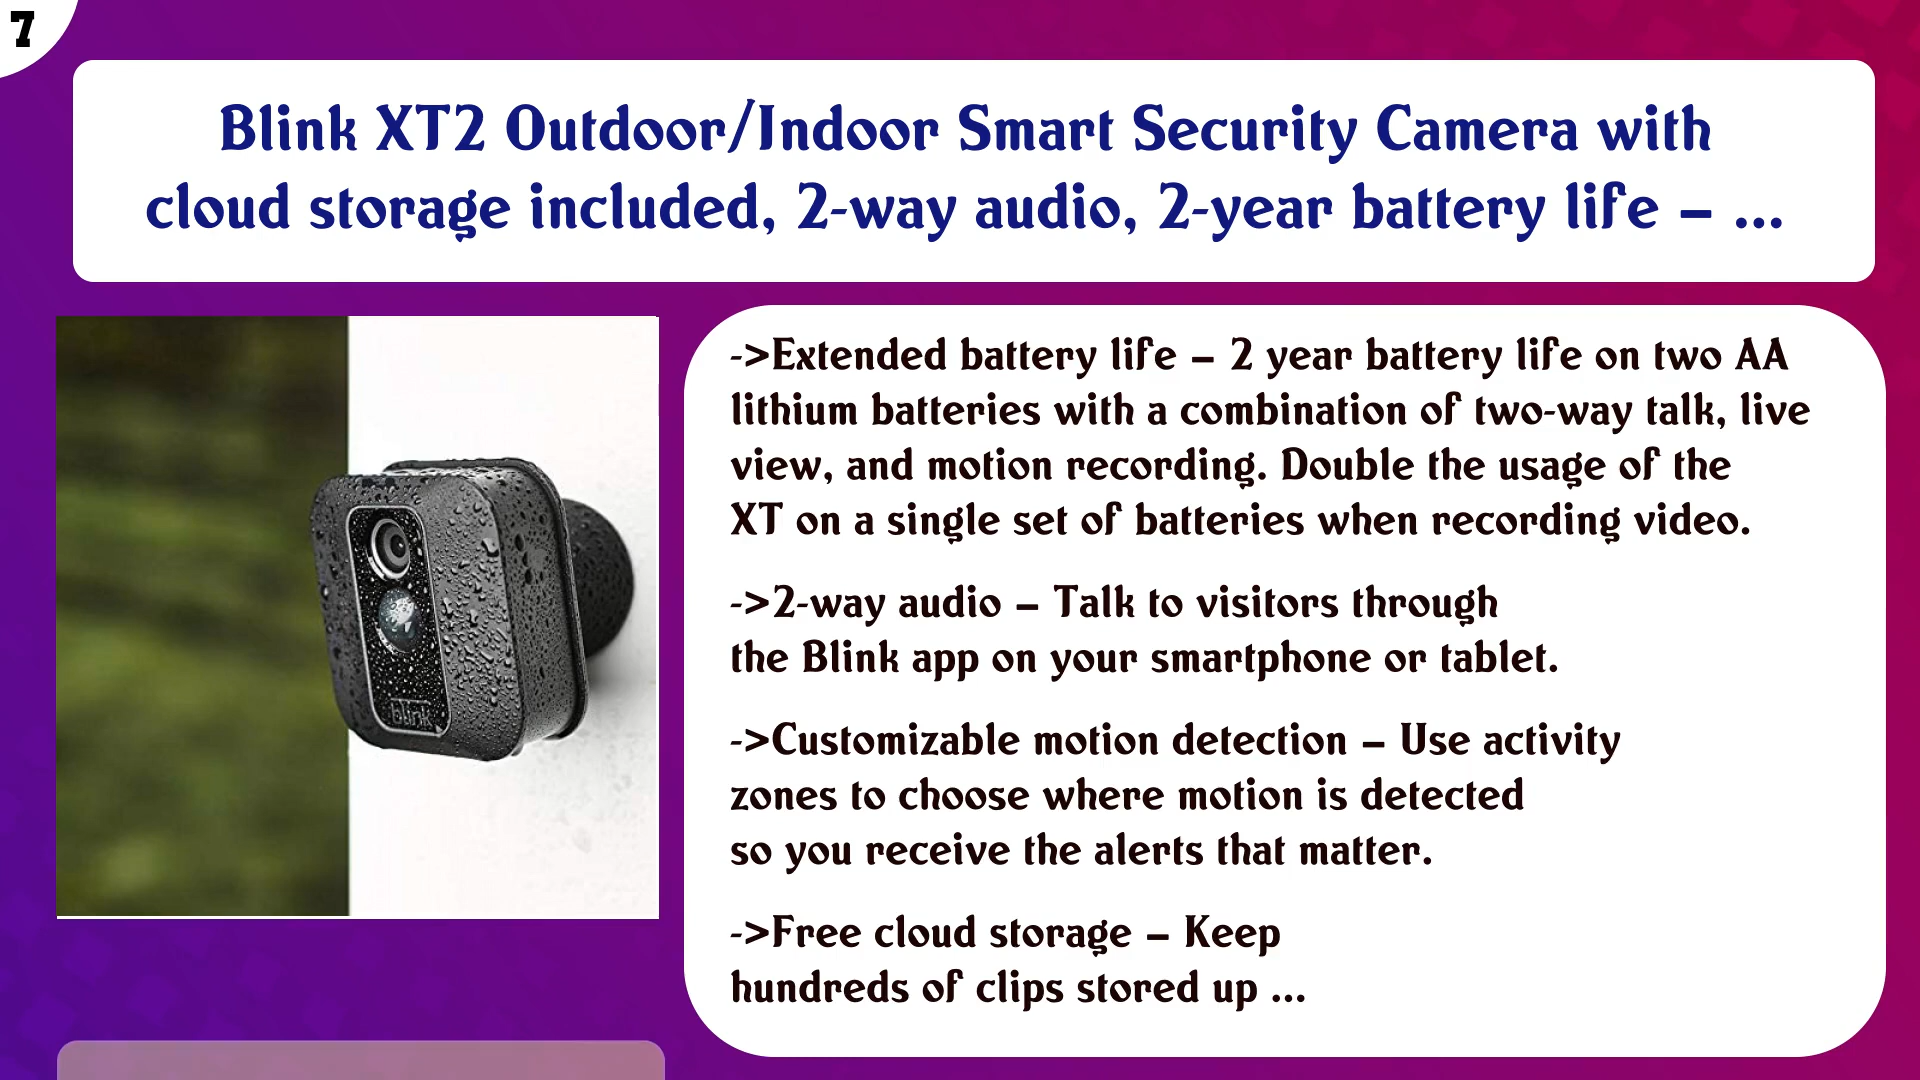 7
Blink XT2 Outdoor/Indoor Smart Security Camera with
cloud storage included, 2-way audio, 2-year battery life – ...
->Extended battery life – 2 year battery life on two AA
lithium batteries with a combination of two-way talk, live
view, and motion recording. Double the usage of the
XT on a single set of batteries when recording video.
->2-way audio – Talk to visitors through
the Blink app on your smartphone or tablet.
->Customizable motion detection – Use activity
zones to choose where motion is detected
so you receive the alerts that matter.
->Free cloud storage – Keep
hundreds of clips stored up ...
blink